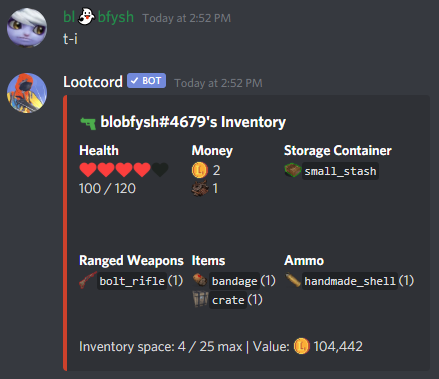 bl bfysh Today at 2:52 PM
t-i
Lootcord BOT Today at 2:52 PM
blobfysh#4679's Inventory
Health Money Storage Container
2 small_stash
100 / 120 1
Ranged Weapons Items Ammo
bolt_rifle(1) bandage(1) handmade_shell(1)
crate(1)
Inventory space: 4 / 25 max | Value: 104,442